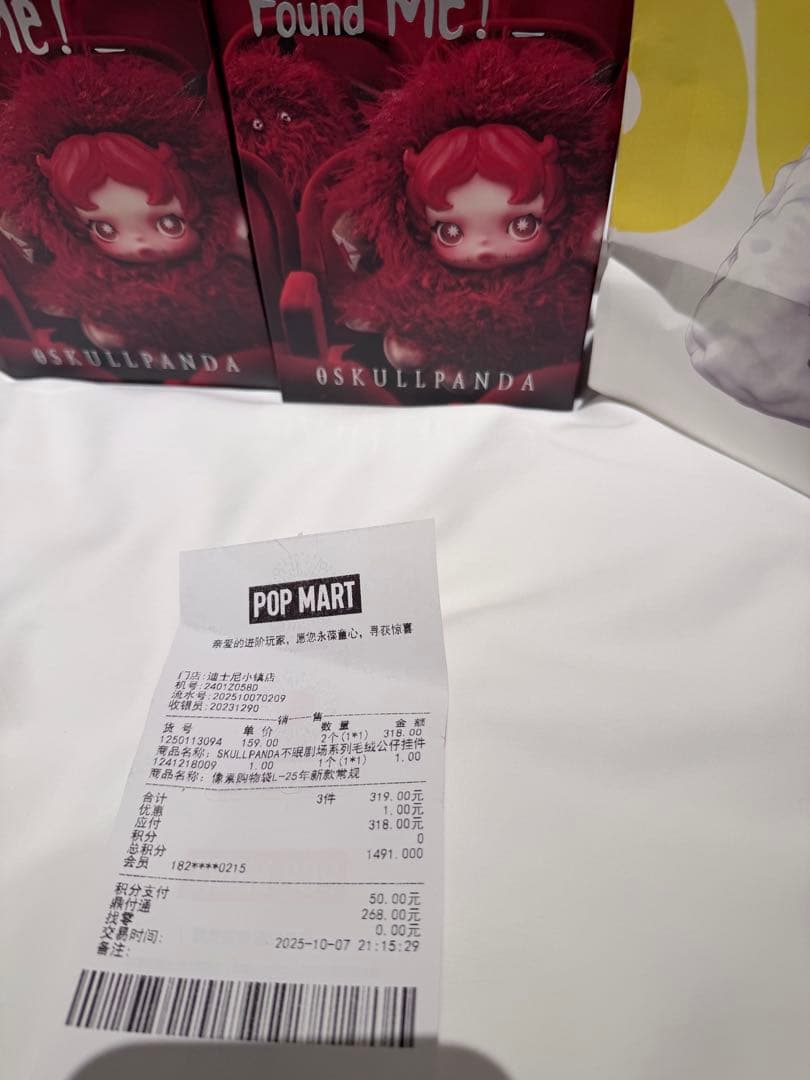 Me! _
Found Me! _
θSKULLPANDA
θSKULLPANDA
POP MART
亲爱的进阶玩家，愿您永葆童心，寻获惊喜
门店:迪士尼小镇店
机号:2401Z058D
流水号:202510070209
收银员:20231290
销 售
货号 单价 数量 金额
1250113094 159.00 2个(1*1) 318.00
商品名称: SKULLPANDA不眠剧场系列毛绒公仔挂件
1241218009 1.00 1个(1*1) 1.00
商品名称: 像素购物袋L-25年新款常规
合计 3件 319.00元
优惠 1.00元
应付 318.00元
积分 0
总积分 1491.000
会员 182****0215
积分支付 50.00元
鼎付通 268.00元
找零 0.00元
交易时间: 2025-10-07 21:15:29
备注: